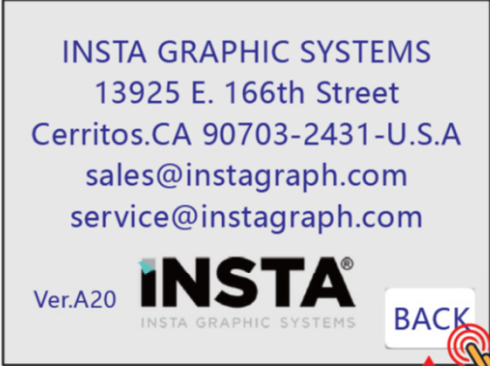 INSTA GRAPHIC SYSTEMS
13925 E. 166th Street
Cerritos.CA 90703-2431-U.S.A
sales@instagraph.com
service@instagraph.com
Ver.A20
INSTA®
INSTA GRAPHIC SYSTEMS
BACK